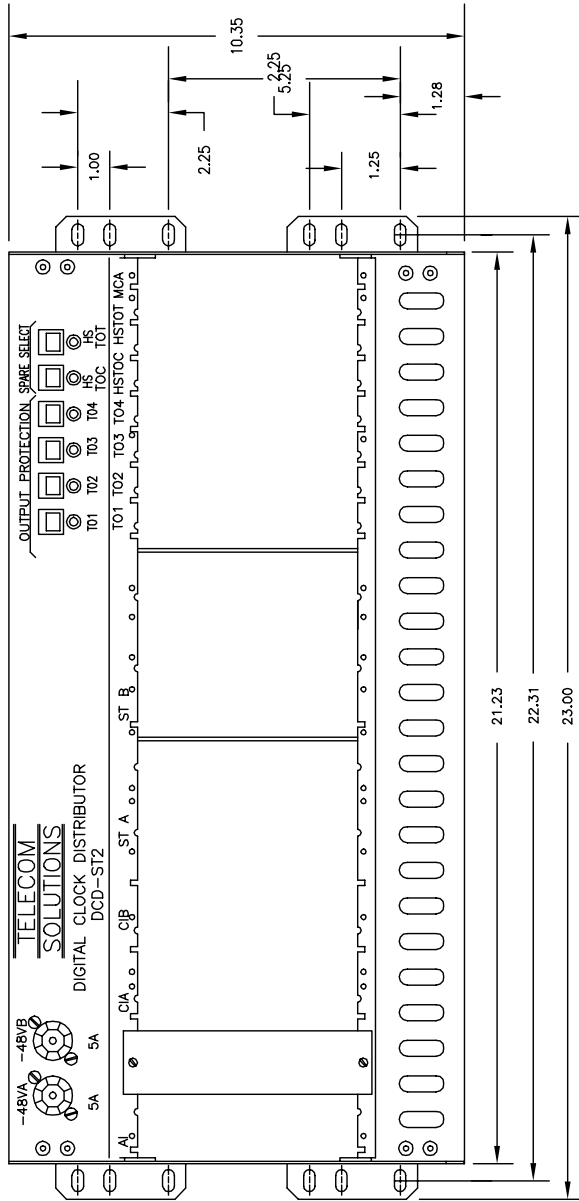 TELECOM
SOLUTIONS
DIGITAL CLOCK DISTRIBUTOR
DCD-ST2
-48VA
-48VB
5A
5A
OUTPUT PROTECTION
SPARE SELECT
TO1
TO2
TO3
TO4
HS
TOC
HS
TOT
AI
CIA
CIB
ST A
ST B
TO1
TO2
TO3
TO4
HSTOC
HSTOT
MCA
10.35
1.00
2.25
2.25
5.25
1.25
1.28
21.23
22.31
23.00